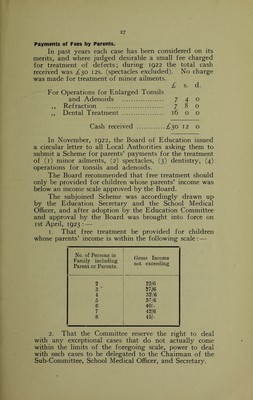 27
Payments of Fees by Parents.
In past years each case has been considered on its
merits, and where judged desirable a small fee charged
for treatment of defects; during 1922 the total cash
received was £30 12s. (spectacles excluded). No charge
was made for treatment of minor ailments.
£ s. d.
For Operations for Enlarged Tonsils
and Adenoids ................ 7 4 0
,, Refraction ..................... 7 8 0
,, Dental Treatment............... 16 0 0
Cash received ............£30 12 0
In November, 1922, the Board of Education issued
a circular letter to all Local Authorities asking them to
submit a Scheme for parents' payments for the treatment
of (1) minor ailments, (2) spectacles, (3) dentistry, (4)
operations for tonsils and adenoids.
The Board recommended that free treatment should
only be provided for children whose parents' income was
below an income scale approved by the Board.
The subjoined Scheme was accordingly drawn up
by the Education Secretary and the School Medical
Officer, and after adoption by the Education Committee
and approval by the Board was brought into force on
1st April, 1923:—
1. That free treatment be provided for children
whose parents' income is within the following scale:—
No. of Persons in
Family including
Parent or Parents.
Gross Income
not exceeding
2 22/6
3 27/6
4 32/6
5 37/6
6 40/-
7 42/6
8 45/-
2. That the Committee reserve the right to deal
with any exceptional cases that do not actually come
within the limits of the foregoing scale, power to deal
with such cases to be delegated to the Chairman of the
Sub-Committee, School Medical Officer, and Secretary.